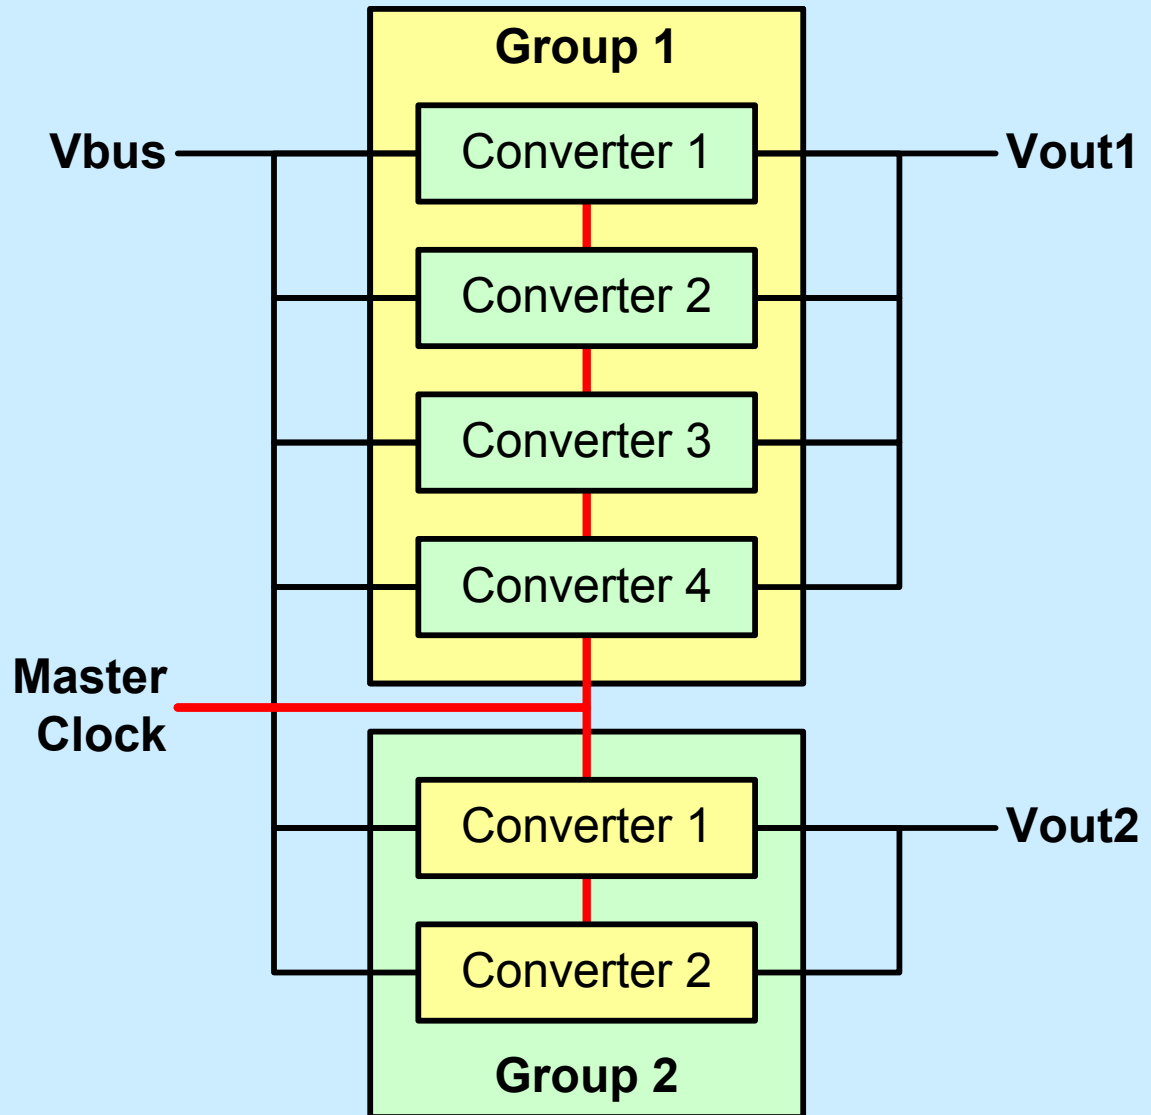 Group 1
Vbus
Converter 1
Vout1
Converter 2
Converter 3
Converter 4
Master
Clock
Converter 1
Vout2
Converter 2
Group 2